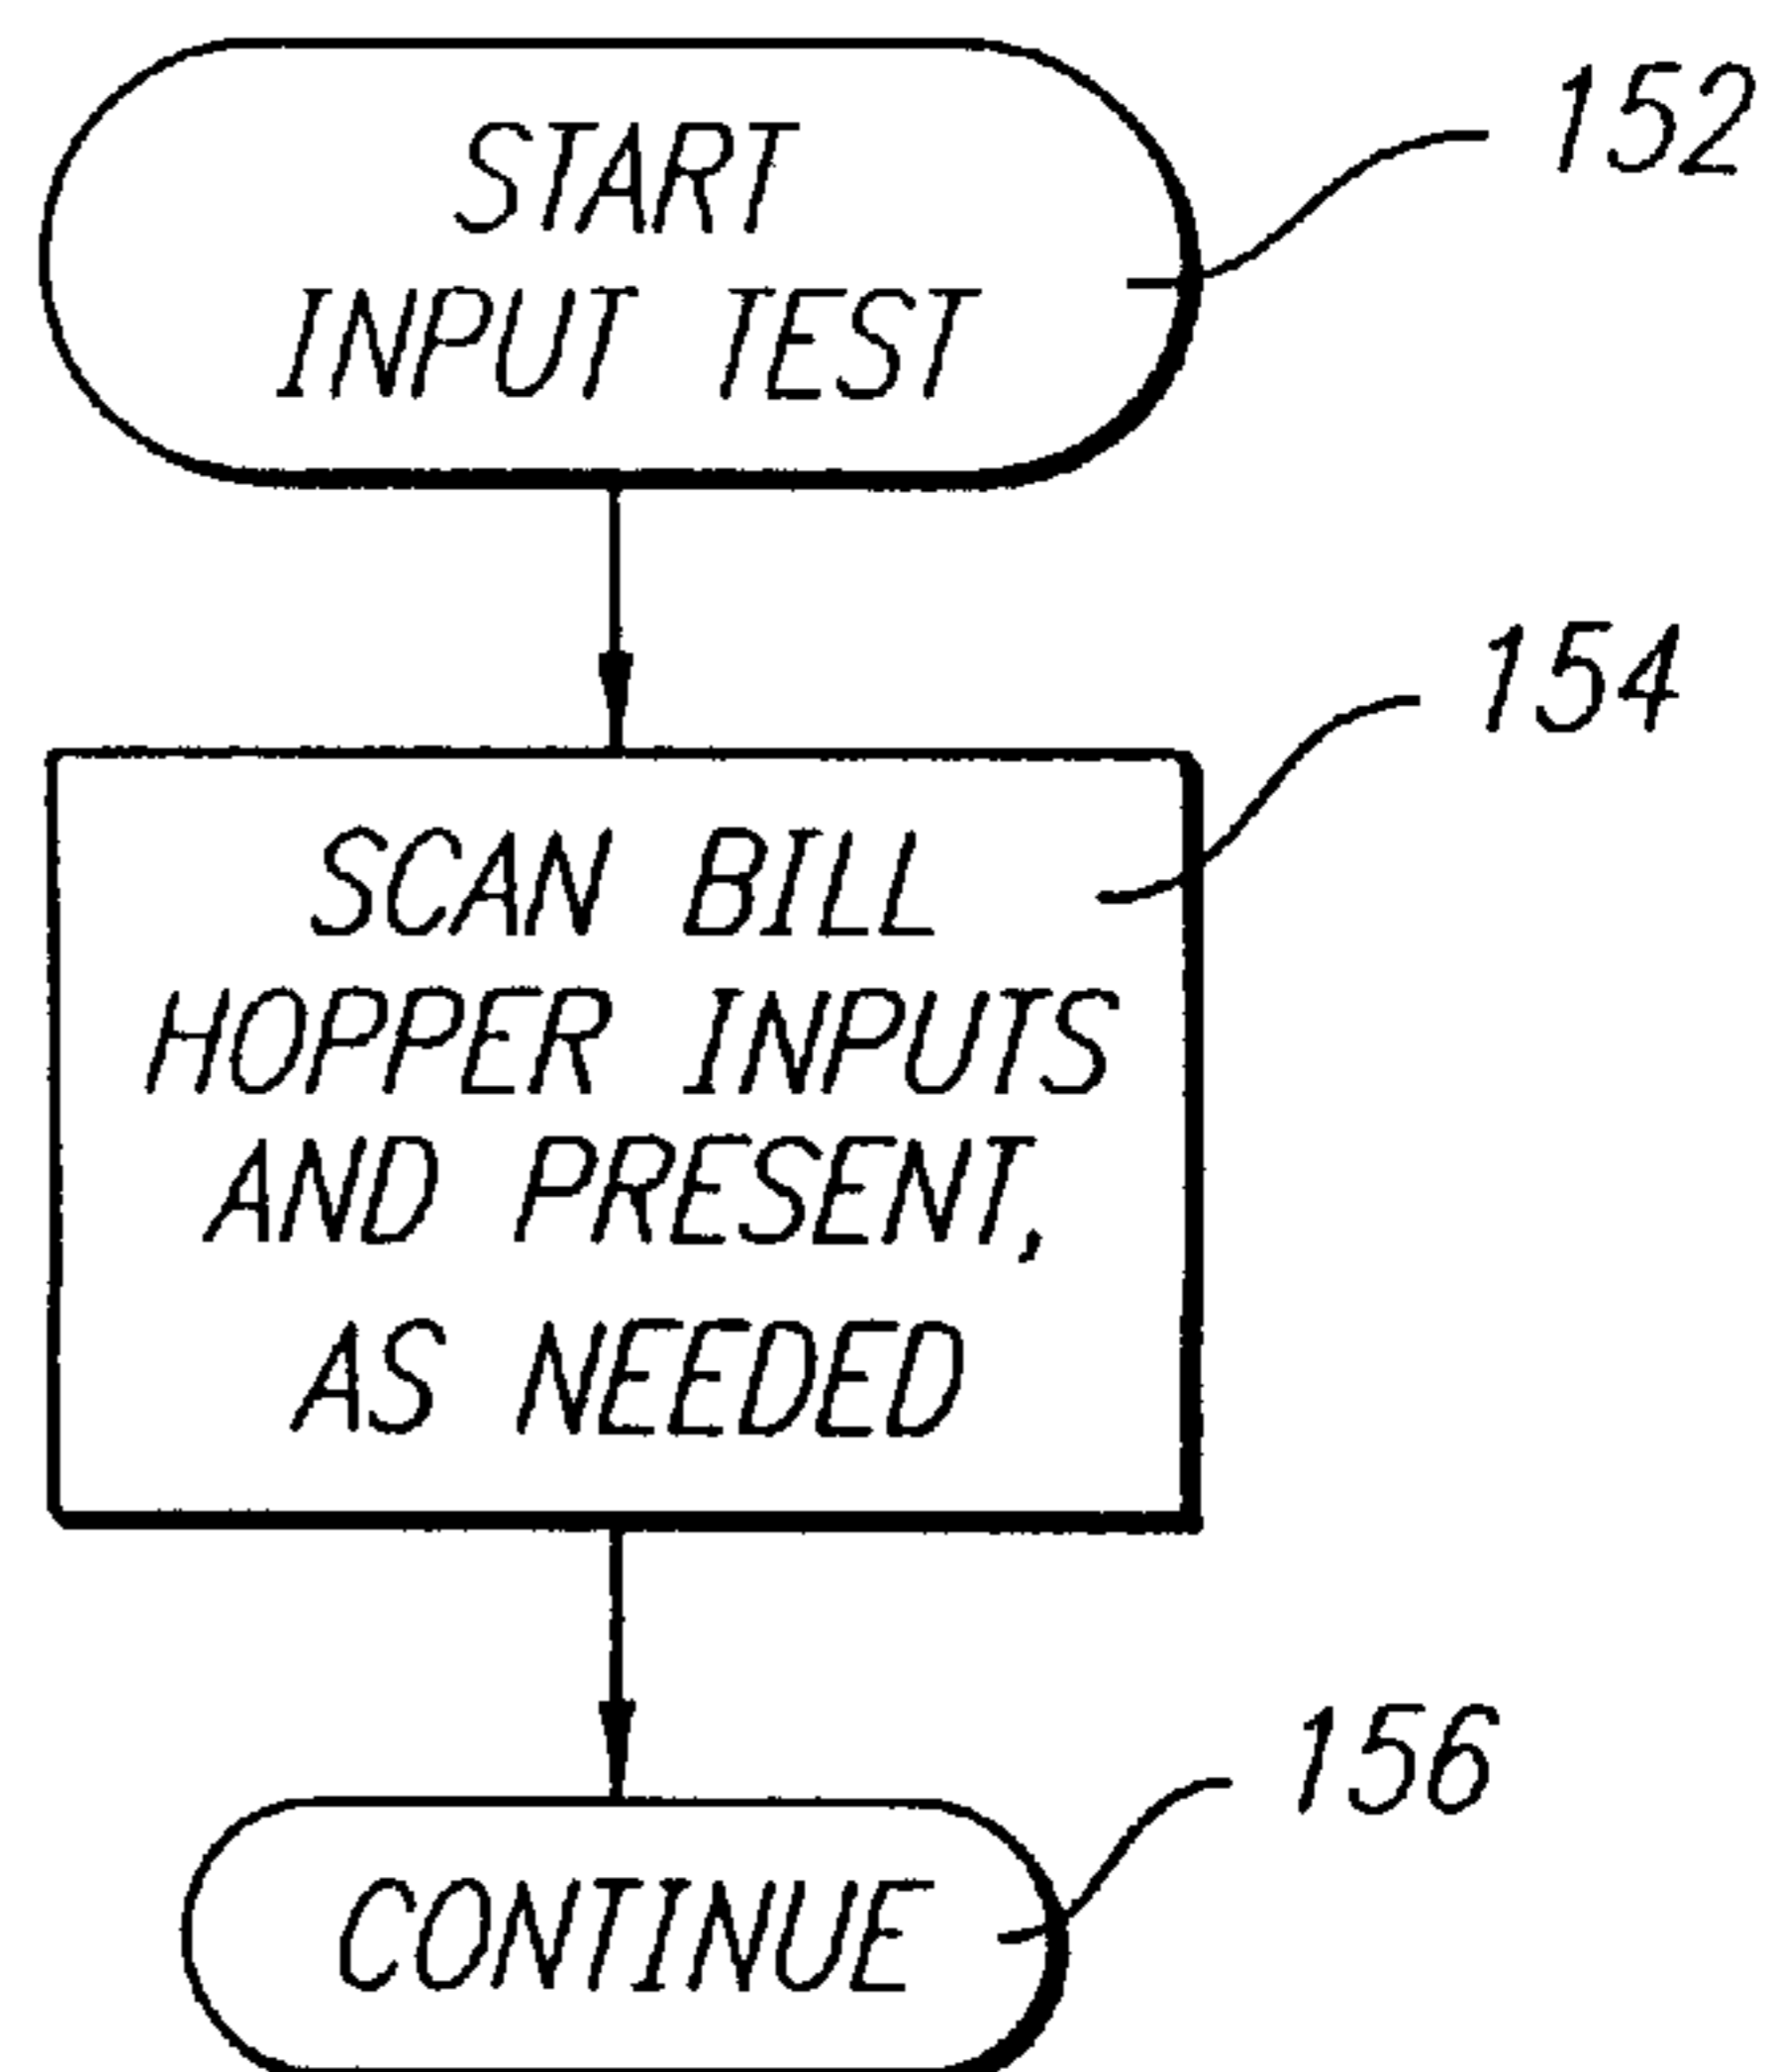 START
INPUT TEST
152
SCAN BILL
HOPPER INPUTS
AND PRESENT,
AS NEEDED
154
CONTINUE
156